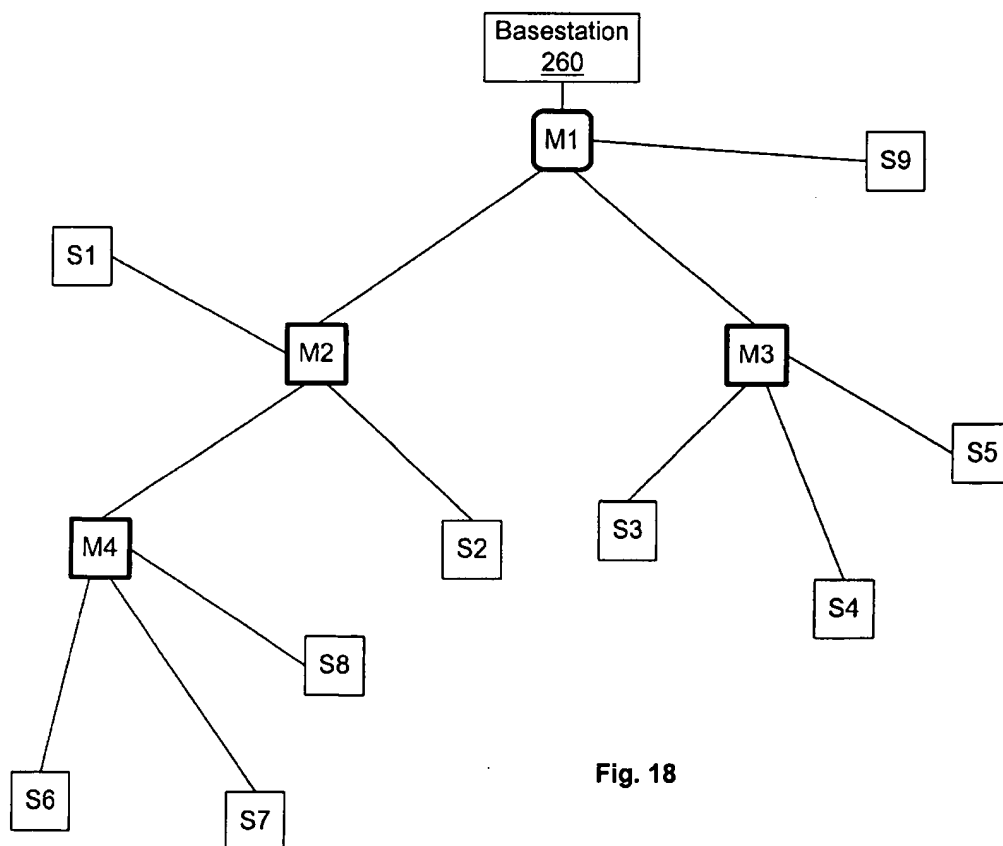 Basestation
260
M1
S9
S1
M2
M3
S5
S3
S2
M4
S4
S8
S6
S7
Fig. 18